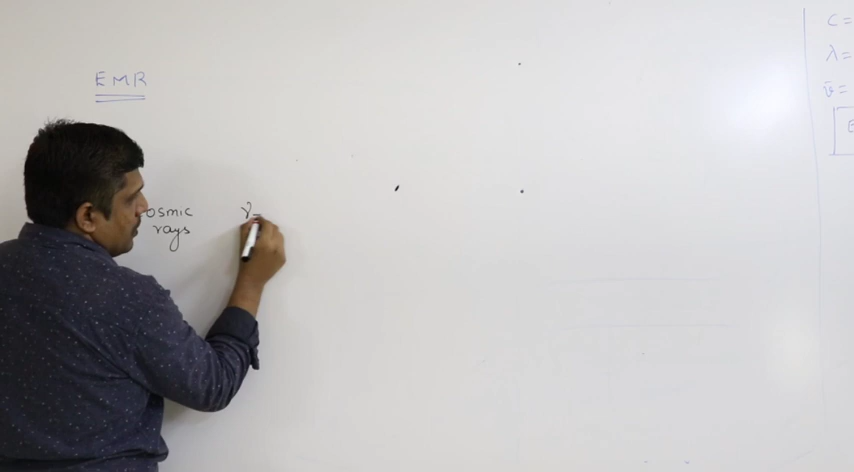 EMR
osmic
rays
γ-
C =
λ =
ν̄ =
E